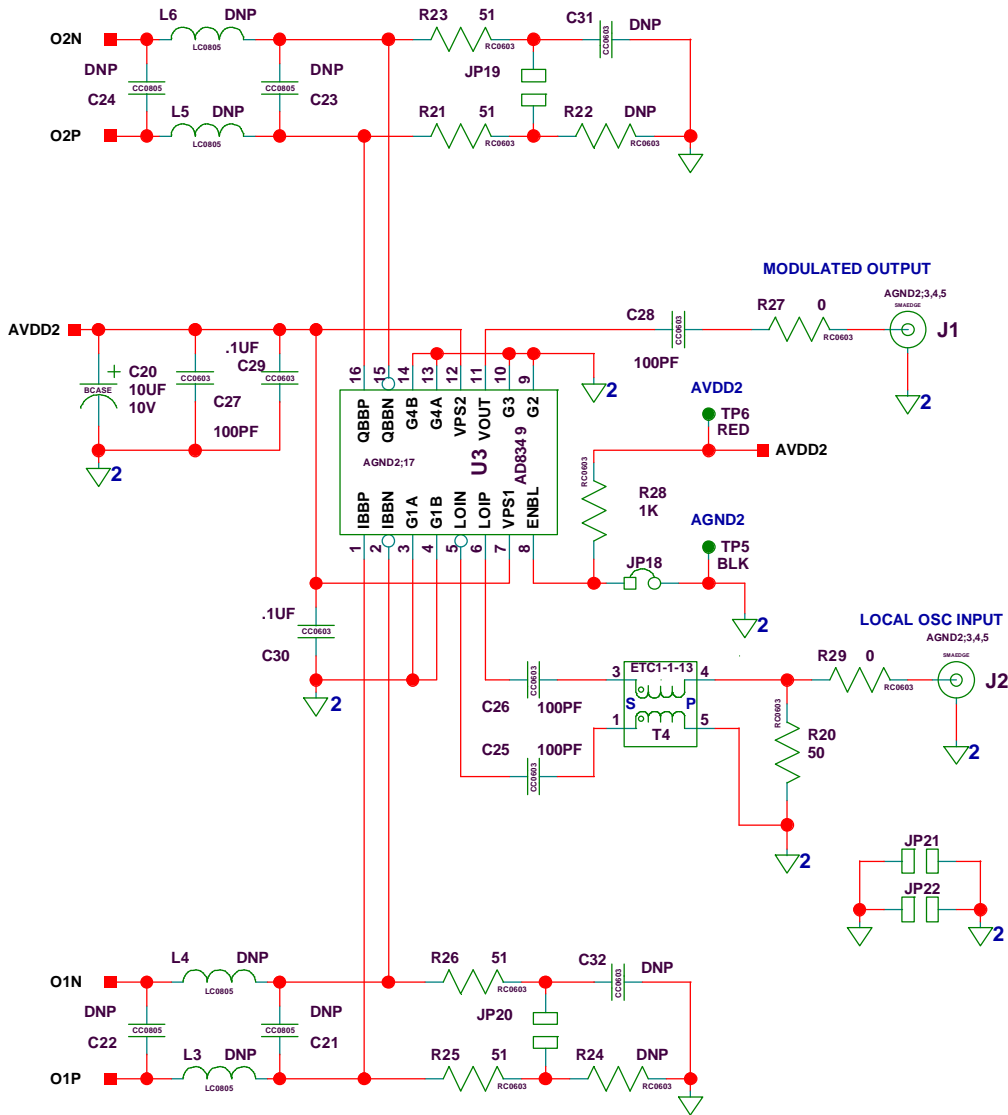 L6 DNP R23 51 C31 DNP
O2N LC0805 RC0603 CC0603
DNP DNP JP19
CC0805 CC0805
C24 C23
L5 DNP R21 51 R22 DNP
O2P LC0805 RC0603 RC0603
2
MODULATED OUTPUT
AGND2;3,4,5
C28 R27 0 SMAEDGE
AVDD2 CC0603 RC0603 J1
.1UF 100PF
+ C20 C29
BCASE 10UF CC0603 CC0603
10V C27
100PF
2
16 15 14 13 12 11 10 9
QBBP QBBN G4B G4A VPS2 VOUT G3 G2
AGND2;17 U3 AD834 9
IBBP IBBN G1A G1B LOIN LOIP VPS1 ENBL
1 2 3 4 5 6 7 8
2
2
AVDD2
TP6
RED
AVDD2
RC0603
R28
1K
AGND2
TP5
JP18 BLK
2
.1UF
CC0603
C30
2
LOCAL OSC INPUT
AGND2;3,4,5
ETC1-1-13 R29 0 SMAEDGE
3 4 RC0603 J2
CC0603
C26 100PF S P RC0603
C25 100PF 1 5 R20
T4 50
CC0603
2
2
JP21
JP22
2
L4 DNP R26 51 C32 DNP
O1N LC0805 RC0603 CC0603
DNP DNP JP20
CC0805 CC0805
C22 C21
L3 DNP R25 51 R24 DNP
O1P LC0805 RC0603 RC0603